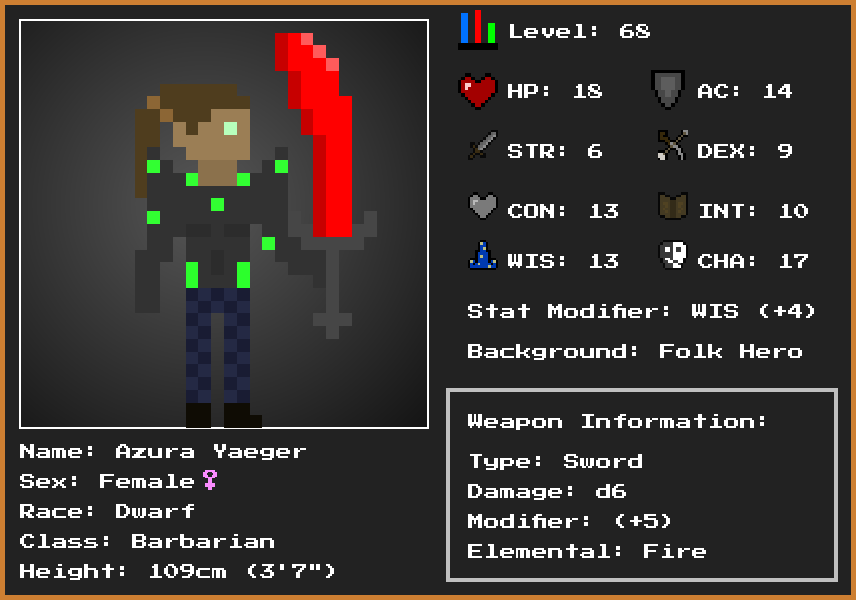 Level: 68
HP: 18 AC: 14
STR: 6 DEX: 9
CON: 13 INT: 10
WIS: 13 CHA: 17
Stat Modifier: WIS (+4)
Background: Folk Hero
Weapon Information:
Type: Sword
Damage: d6
Modifier: (+5)
Elemental: Fire
Name: Azura Yaeger
Sex: Female♀
Race: Dwarf
Class: Barbarian
Height: 109cm (3'7")